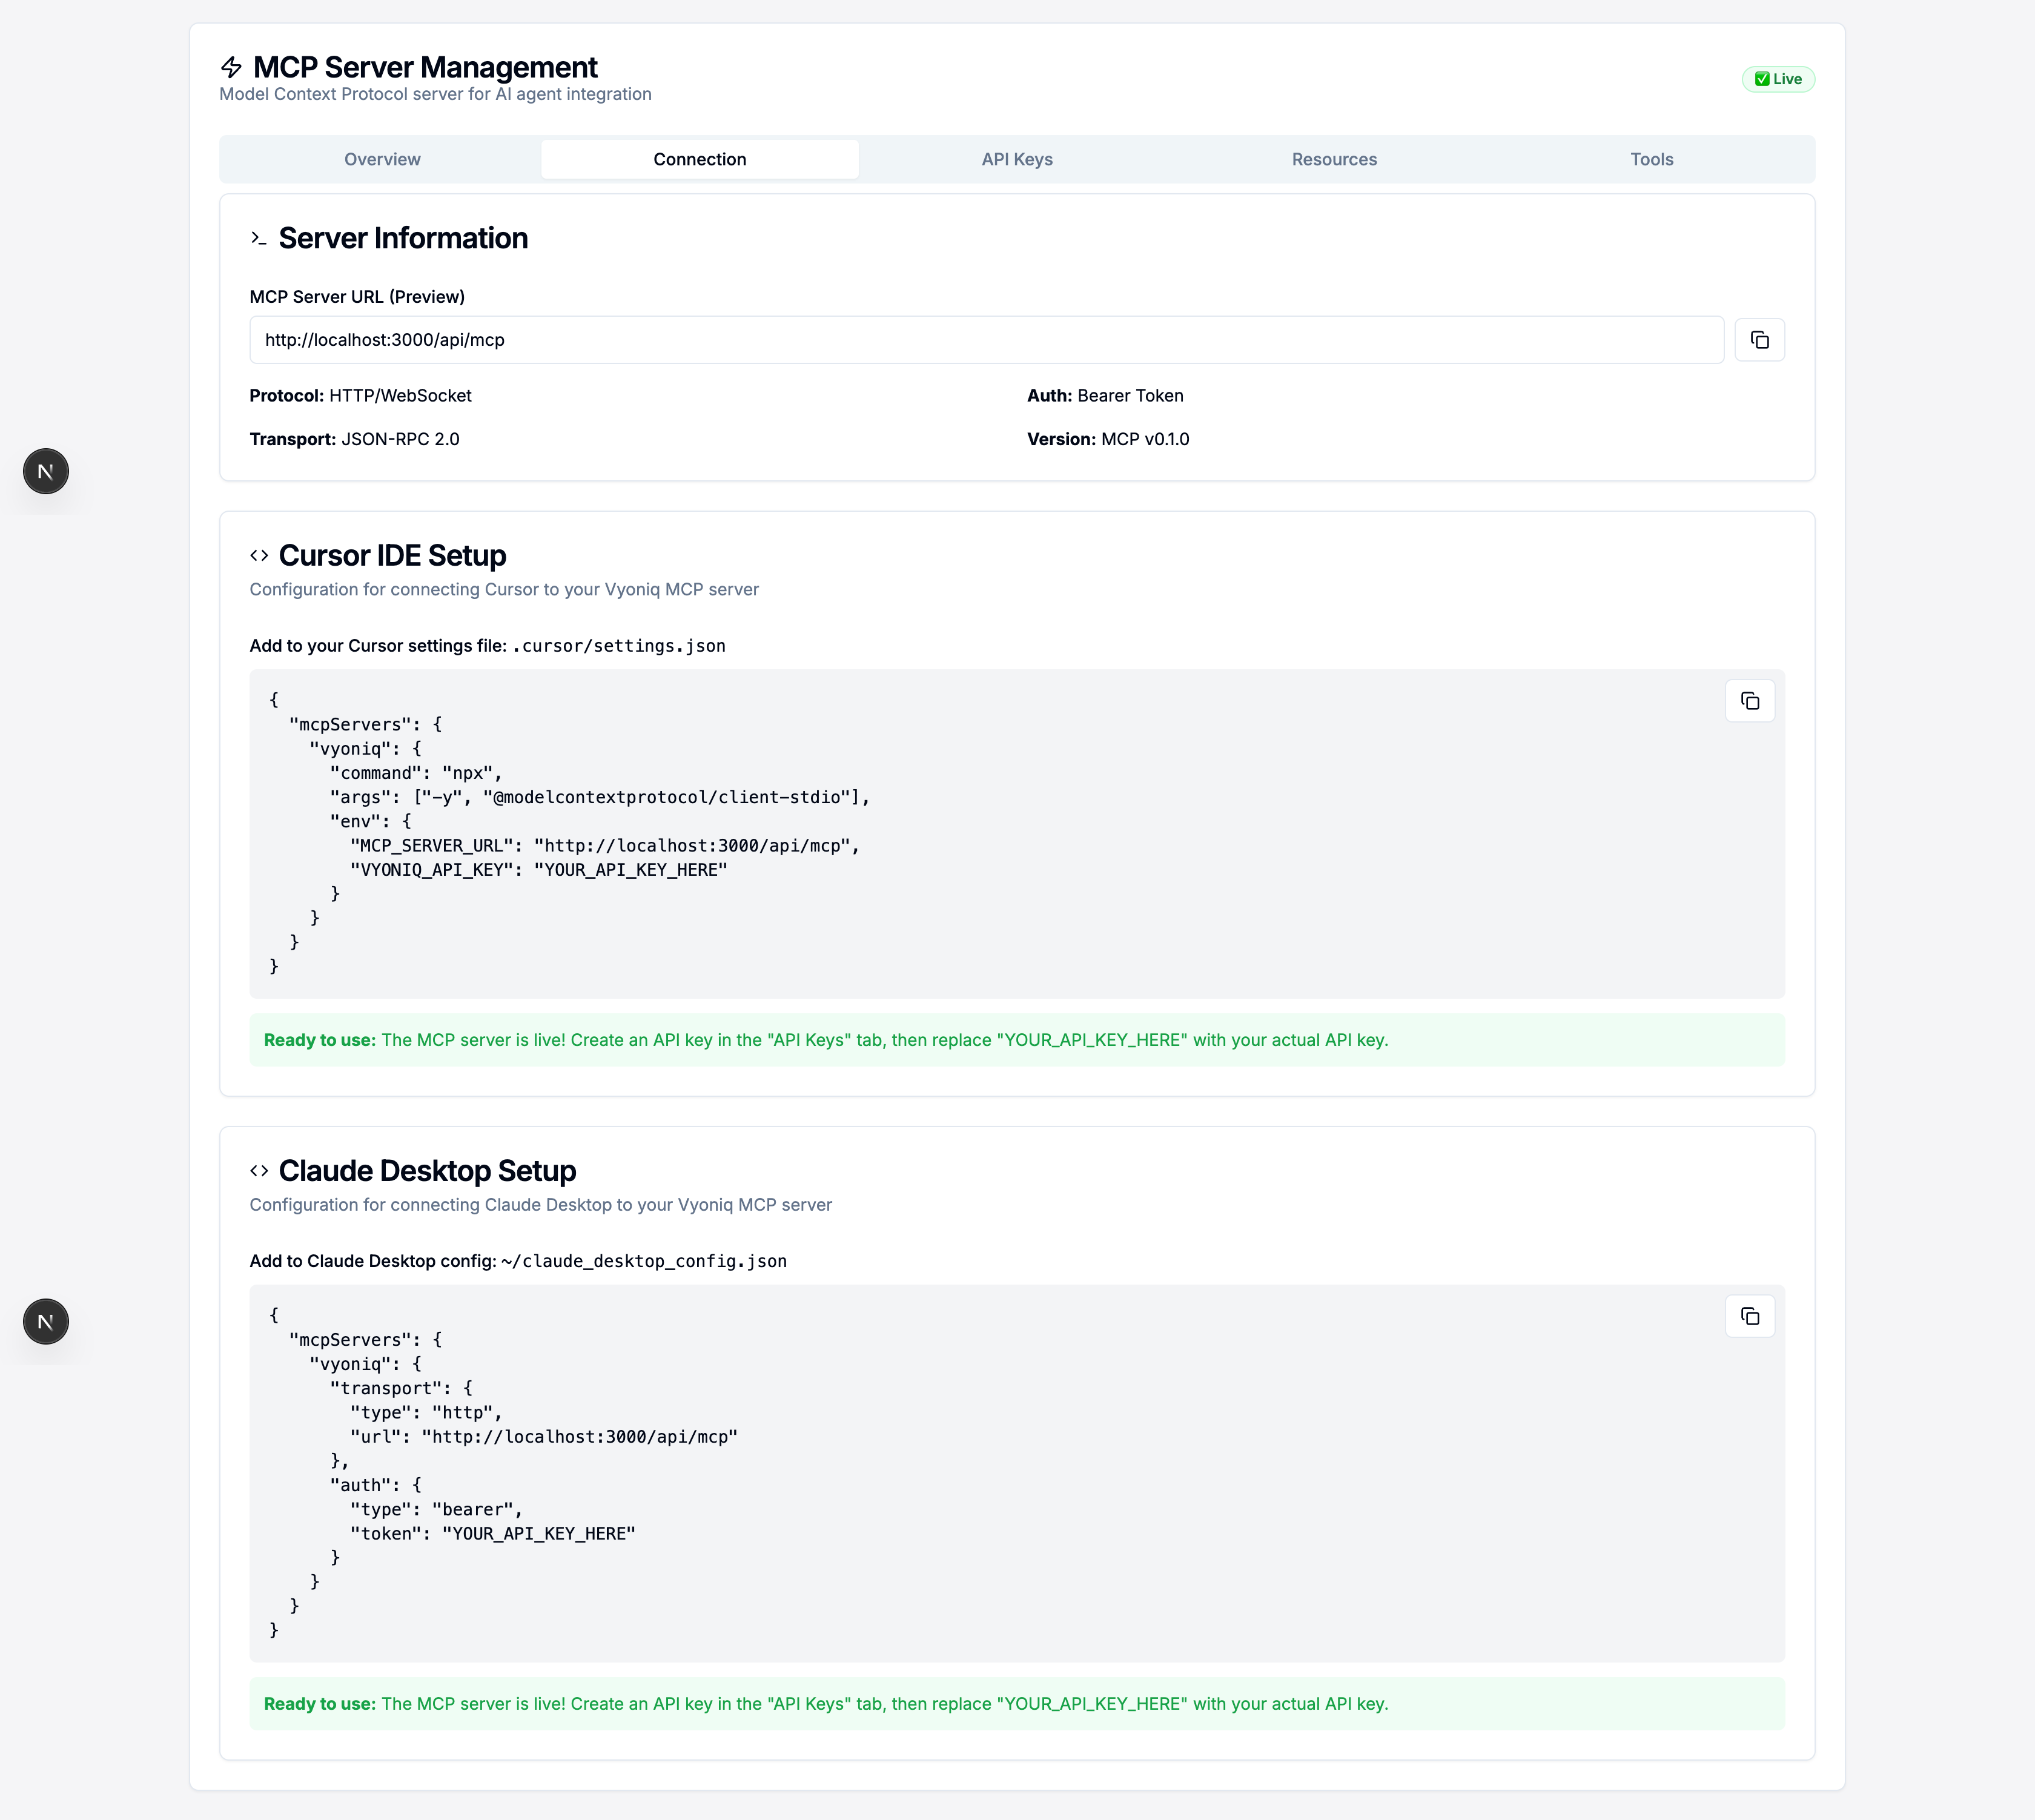 MCP Server Management
Model Context Protocol server for AI agent integration
✅ Live
Overview
Connection
API Keys
Resources
Tools
Server Information
MCP Server URL (Preview)
http://localhost:3000/api/mcp
Protocol: HTTP/WebSocket
Auth: Bearer Token
Transport: JSON-RPC 2.0
Version: MCP v0.1.0
N
Cursor IDE Setup
Configuration for connecting Cursor to your Vyoniq MCP server
Add to your Cursor settings file: .cursor/settings.json
{
  "mcpServers": {
    "vyoniq": {
      "command": "npx",
      "args": ["-y", "@modelcontextprotocol/client-stdio"],
      "env": {
        "MCP_SERVER_URL": "http://localhost:3000/api/mcp",
        "VYONIQ_API_KEY": "YOUR_API_KEY_HERE"
      }
    }
  }
}
Ready to use: The MCP server is live! Create an API key in the "API Keys" tab, then replace "YOUR_API_KEY_HERE" with your actual API key.
Claude Desktop Setup
Configuration for connecting Claude Desktop to your Vyoniq MCP server
Add to Claude Desktop config: ~/claude_desktop_config.json
N
{
  "mcpServers": {
    "vyoniq": {
      "transport": {
        "type": "http",
        "url": "http://localhost:3000/api/mcp"
      },
      "auth": {
        "type": "bearer",
        "token": "YOUR_API_KEY_HERE"
      }
    }
  }
}
Ready to use: The MCP server is live! Create an API key in the "API Keys" tab, then replace "YOUR_API_KEY_HERE" with your actual API key.